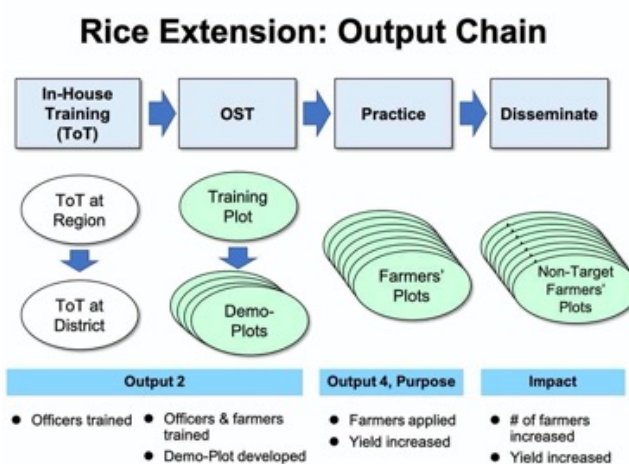 Rice Extension: Output Chain
In-House
Training
(ToT)
OST
Practice
Disseminate
ToT at
Region
Training
Plot
ToT at
District
Demo-
Plots
Farmers'
Plots
Non-Target
Farmers'
Plots
Output 2
Output 4, Purpose
Impact
● Officers trained
● Officers & farmers
trained
● Demo-Plot developed
● Farmers applied
● Yield increased
● # of farmers
increased
● Yield increased